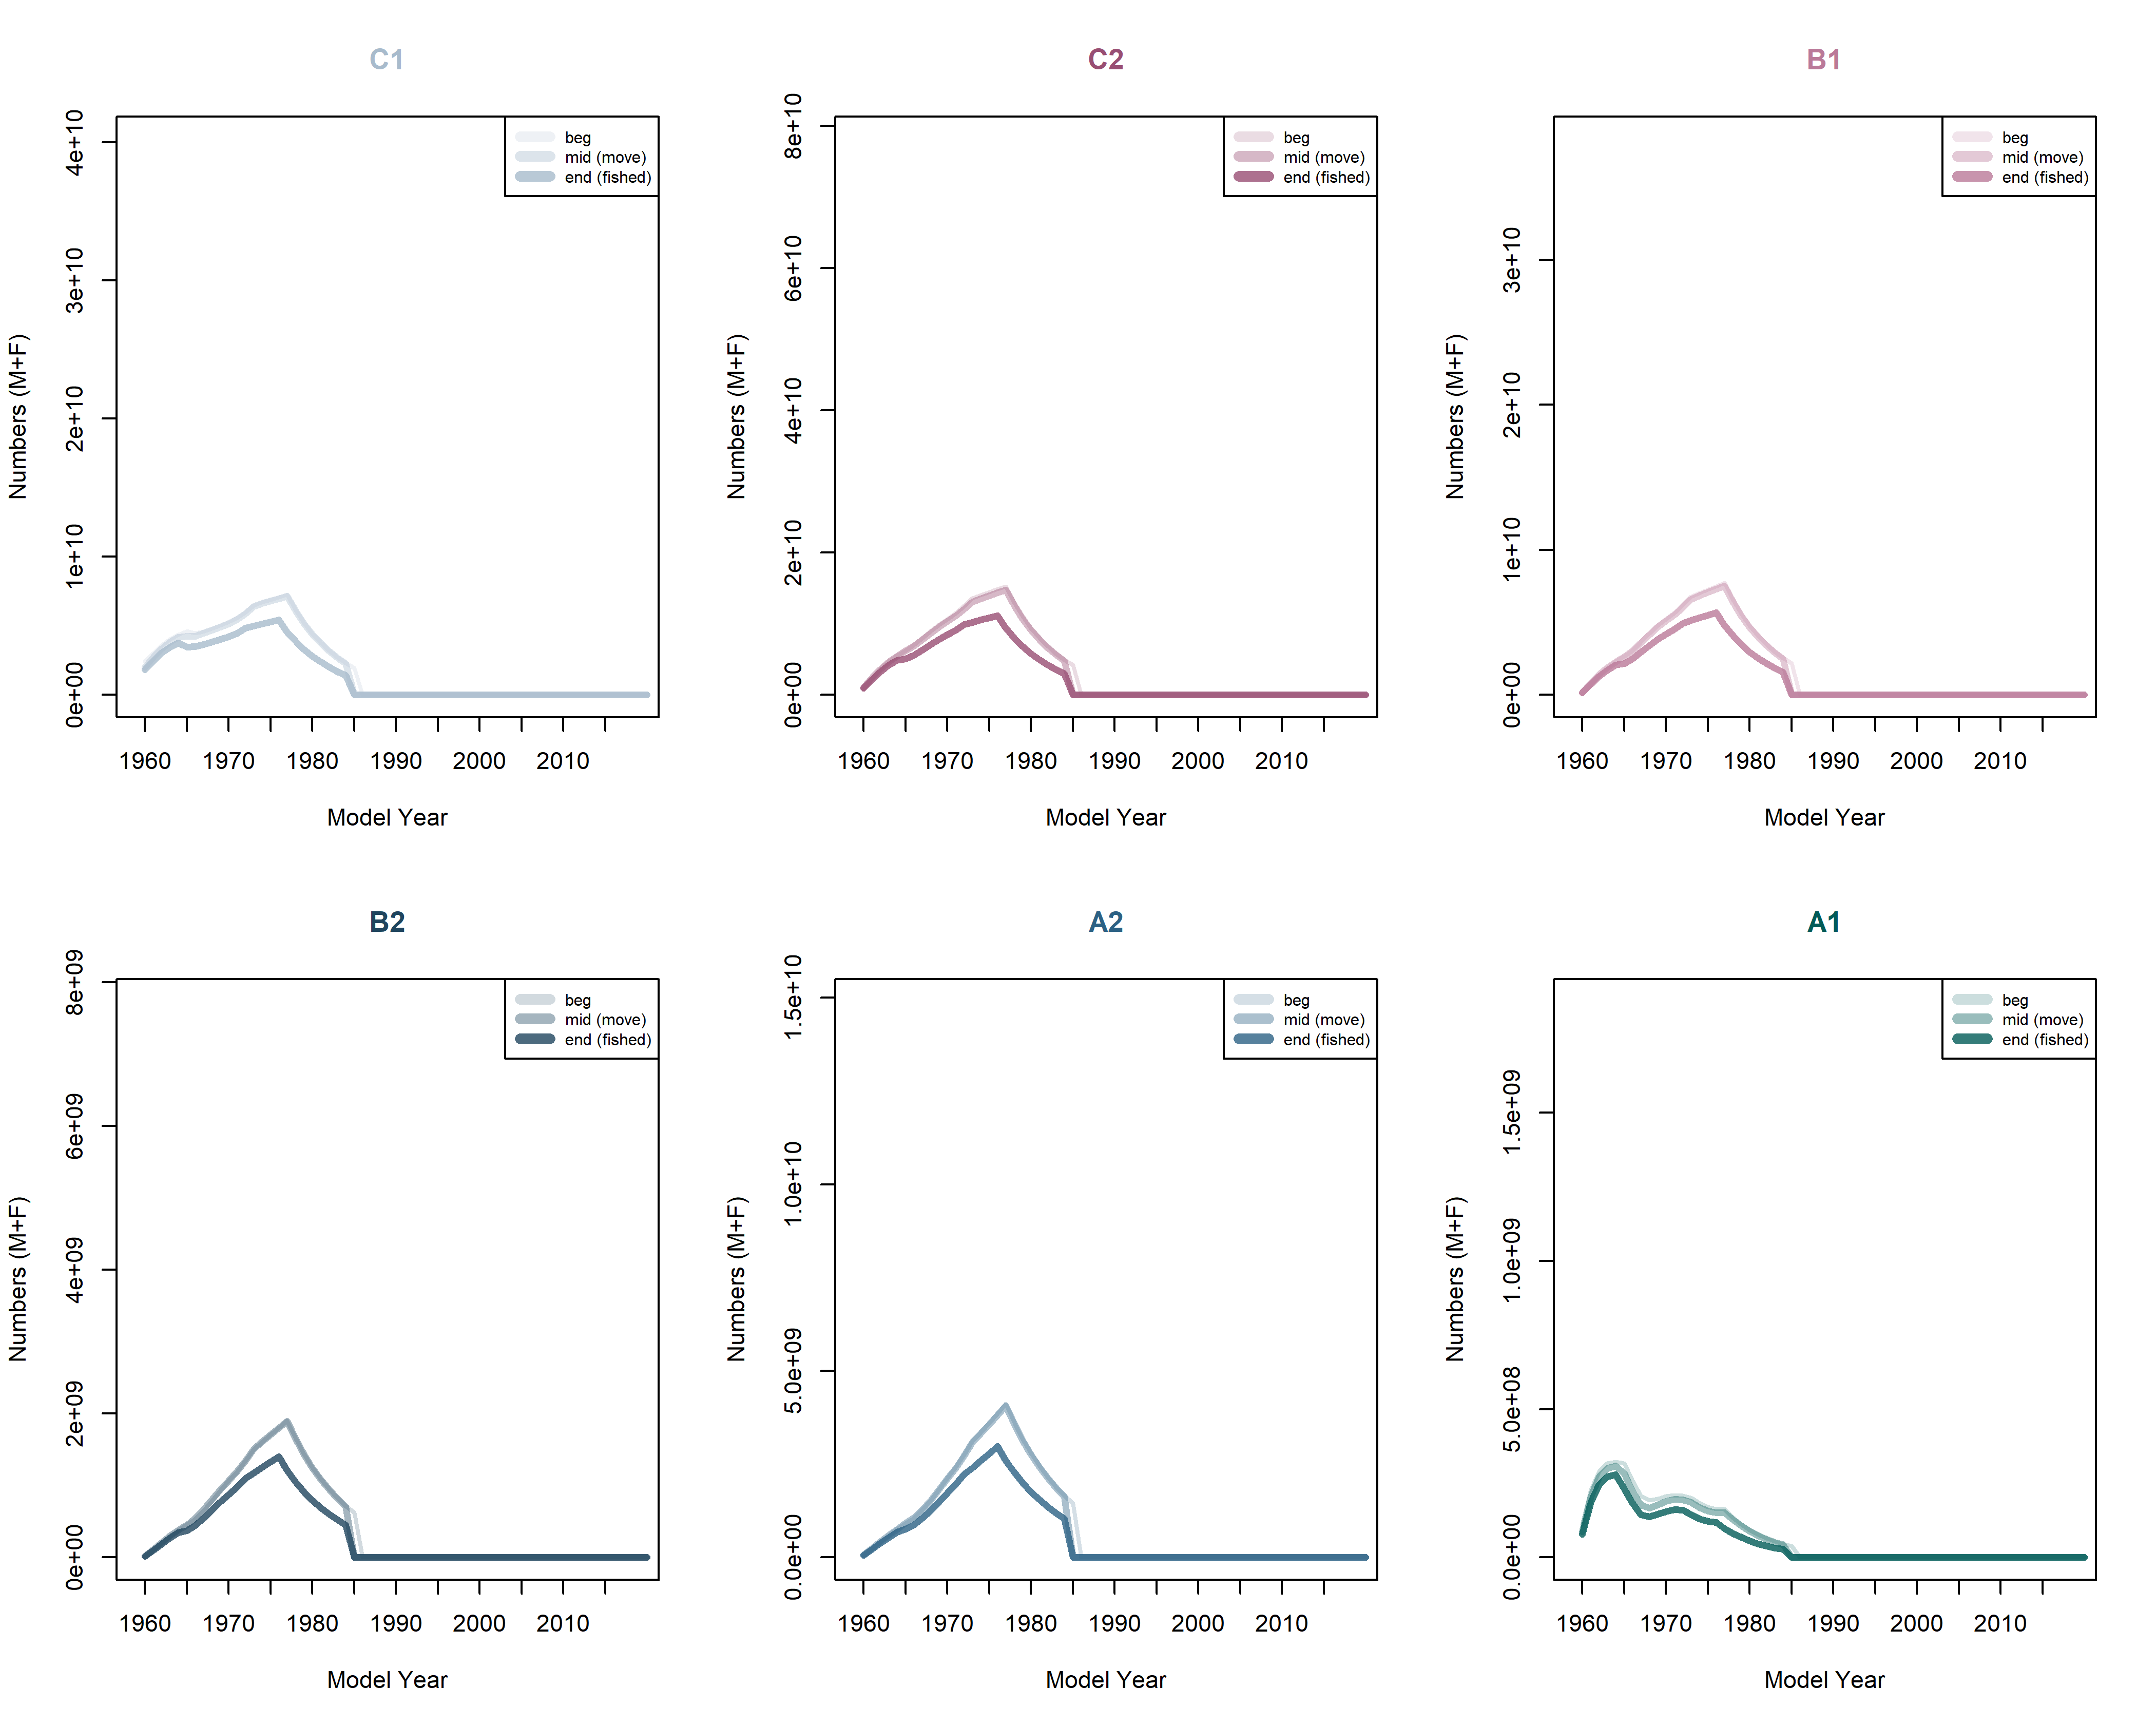 C1
4e+10
3e+10
2e+10
1e+10
0e+00
Numbers (M+F)
beg
mid (move)
end (fished)
1960 1970 1980 1990 2000 2010
Model Year
C2
8e+10
6e+10
4e+10
2e+10
0e+00
Numbers (M+F)
beg
mid (move)
end (fished)
1960 1970 1980 1990 2000 2010
Model Year
B1
3e+10
2e+10
1e+10
0e+00
Numbers (M+F)
beg
mid (move)
end (fished)
1960 1970 1980 1990 2000 2010
Model Year
B2
8e+09
6e+09
4e+09
2e+09
0e+00
Numbers (M+F)
beg
mid (move)
end (fished)
1960 1970 1980 1990 2000 2010
Model Year
A2
1.5e+10
1.0e+10
5.0e+09
0.0e+00
Numbers (M+F)
beg
mid (move)
end (fished)
1960 1970 1980 1990 2000 2010
Model Year
A1
1.5e+09
1.0e+09
5.0e+08
0.0e+00
Numbers (M+F)
beg
mid (move)
end (fished)
1960 1970 1980 1990 2000 2010
Model Year